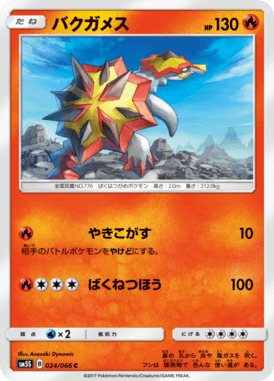 たね
バクガメス
HP 130
全国図鑑NO.776 ばくはつがめポケモン 高さ:2.0m 重さ:212.0kg
やきこがす 10
相手のバトルポケモンをやけどにする。
ばくねつほう 100
弱点 ×2 抵抗力 にげる
Illus. Anesaki Dynamic
sm5S D 024/066 C
©2017 Pokémon/Nintendo/Creatures/GAME FREAK.